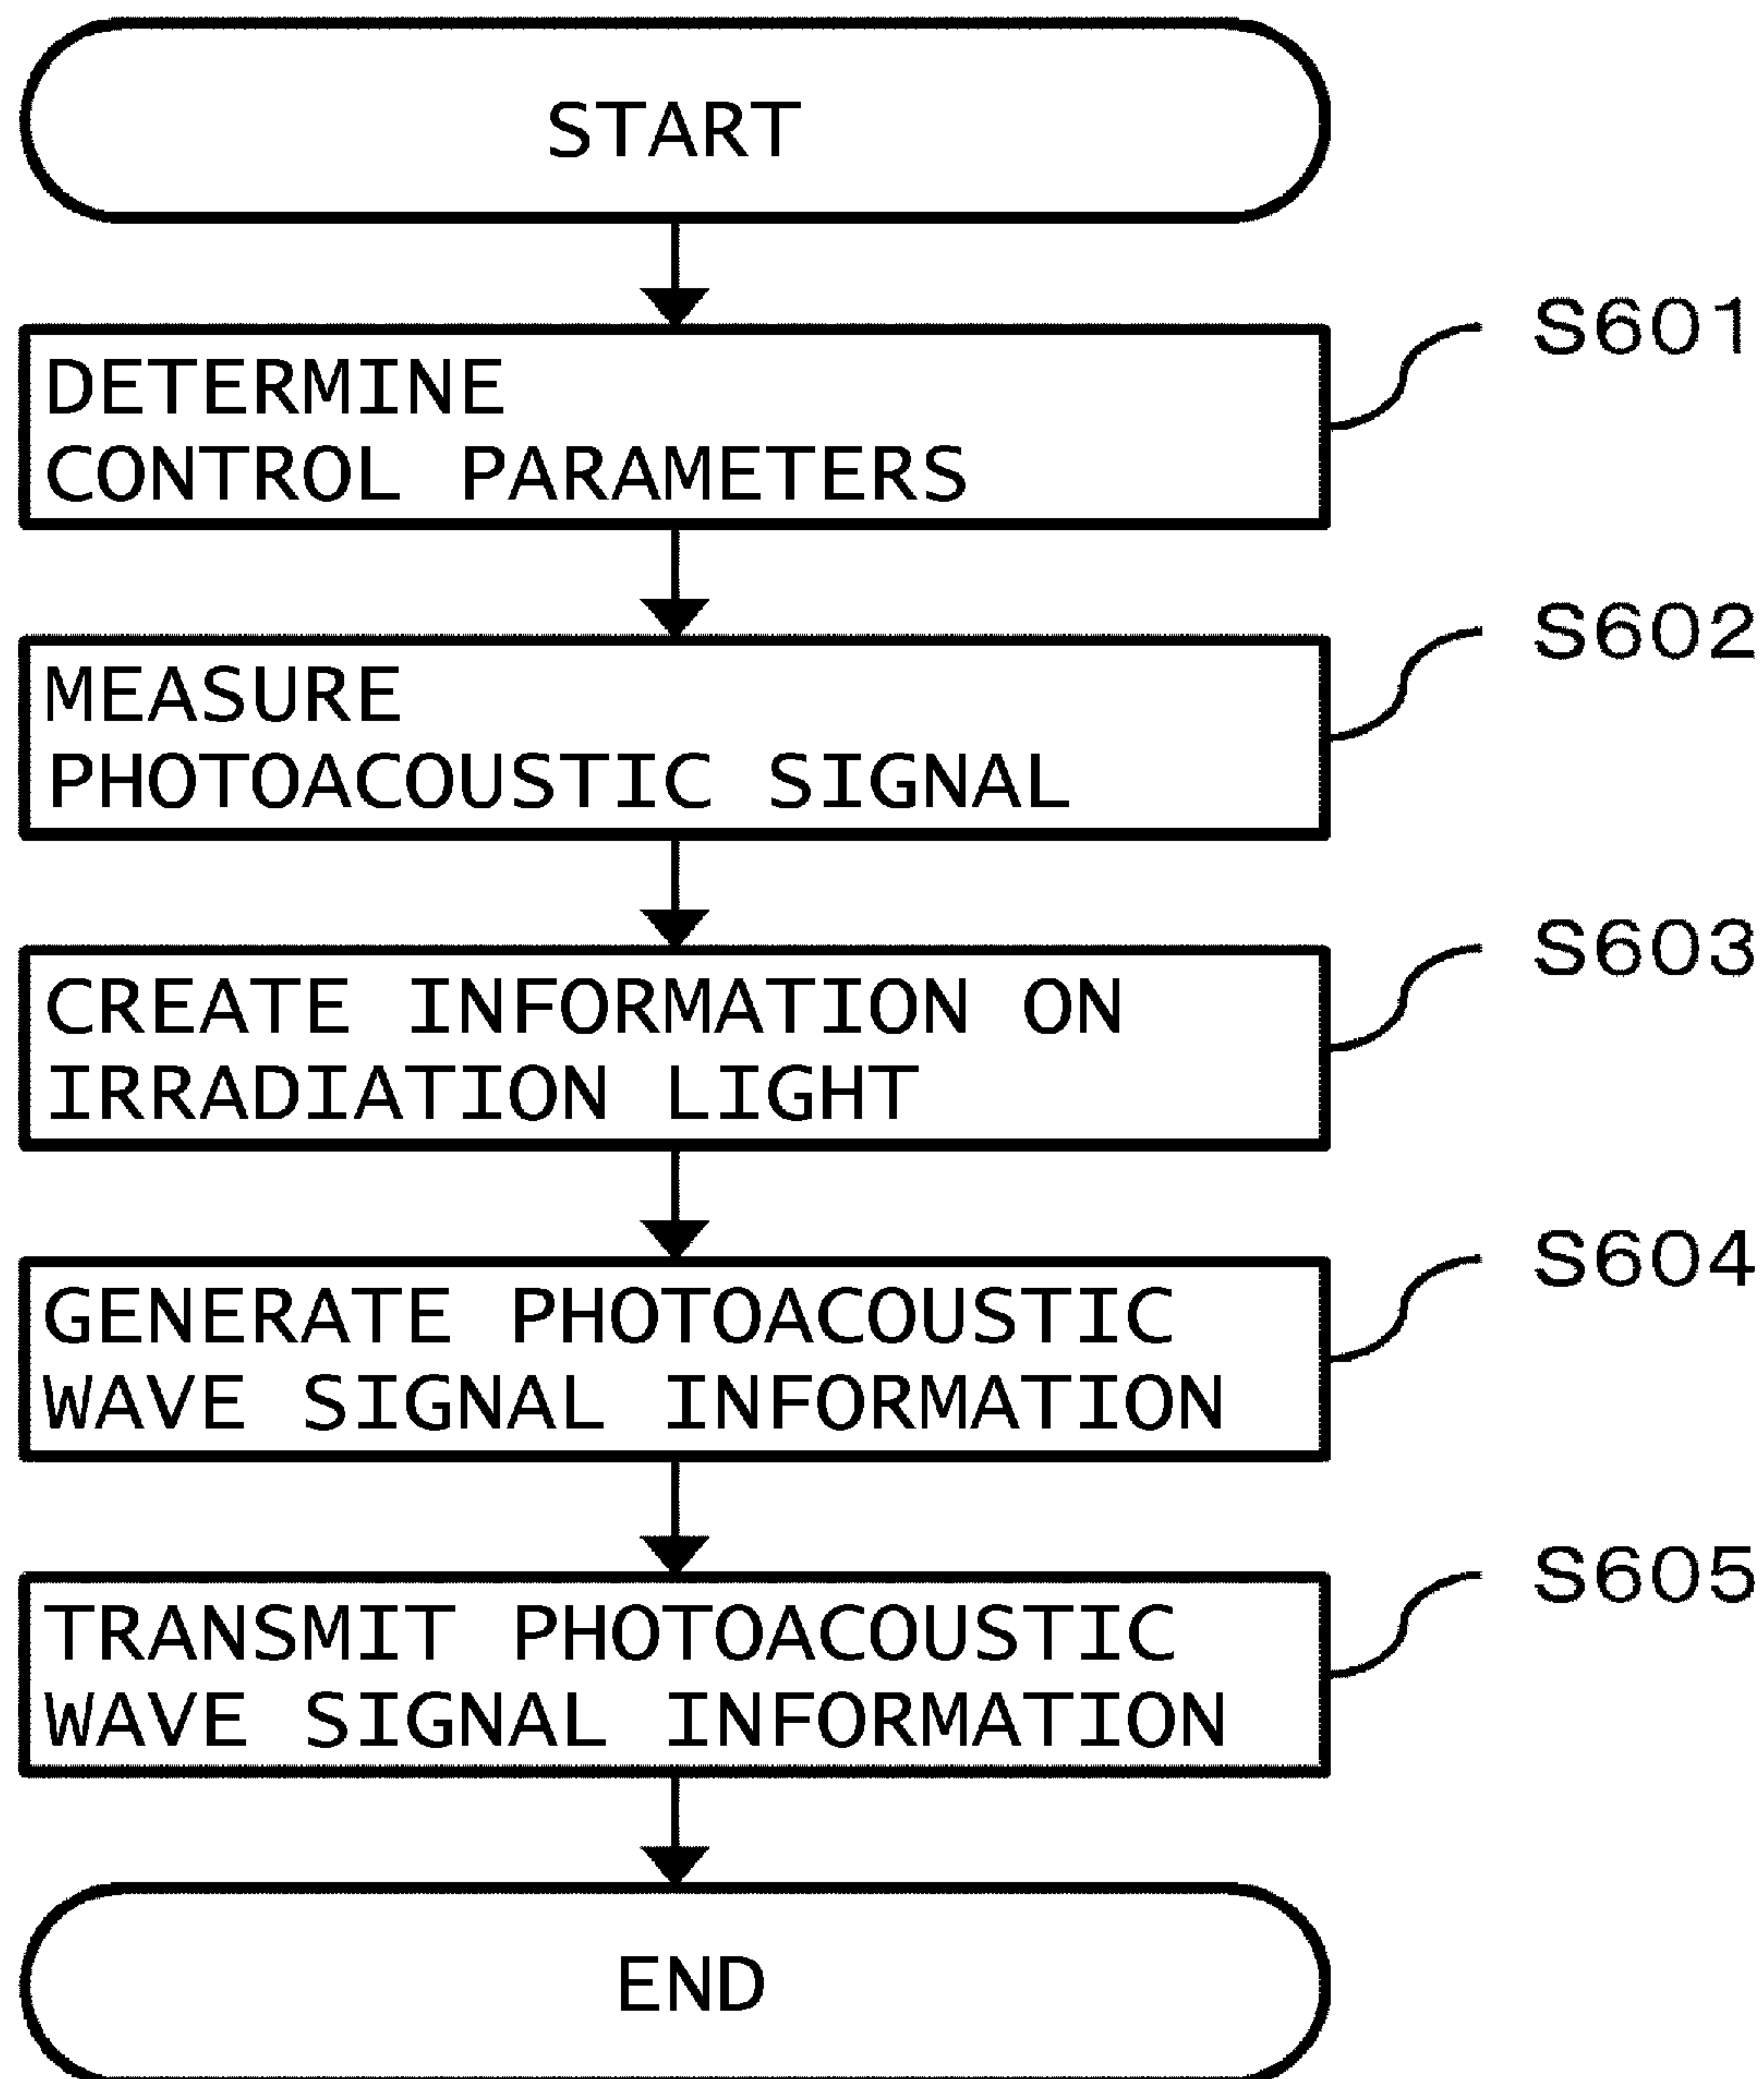 START
S601
DETERMINE
CONTROL PARAMETERS
S602
MEASURE
PHOTOACOUSTIC SIGNAL
S603
CREATE INFORMATION ON
IRRADIATION LIGHT
S604
GENERATE PHOTOACOUSTIC
WAVE SIGNAL INFORMATION
S605
TRANSMIT PHOTOACOUSTIC
WAVE SIGNAL INFORMATION
END